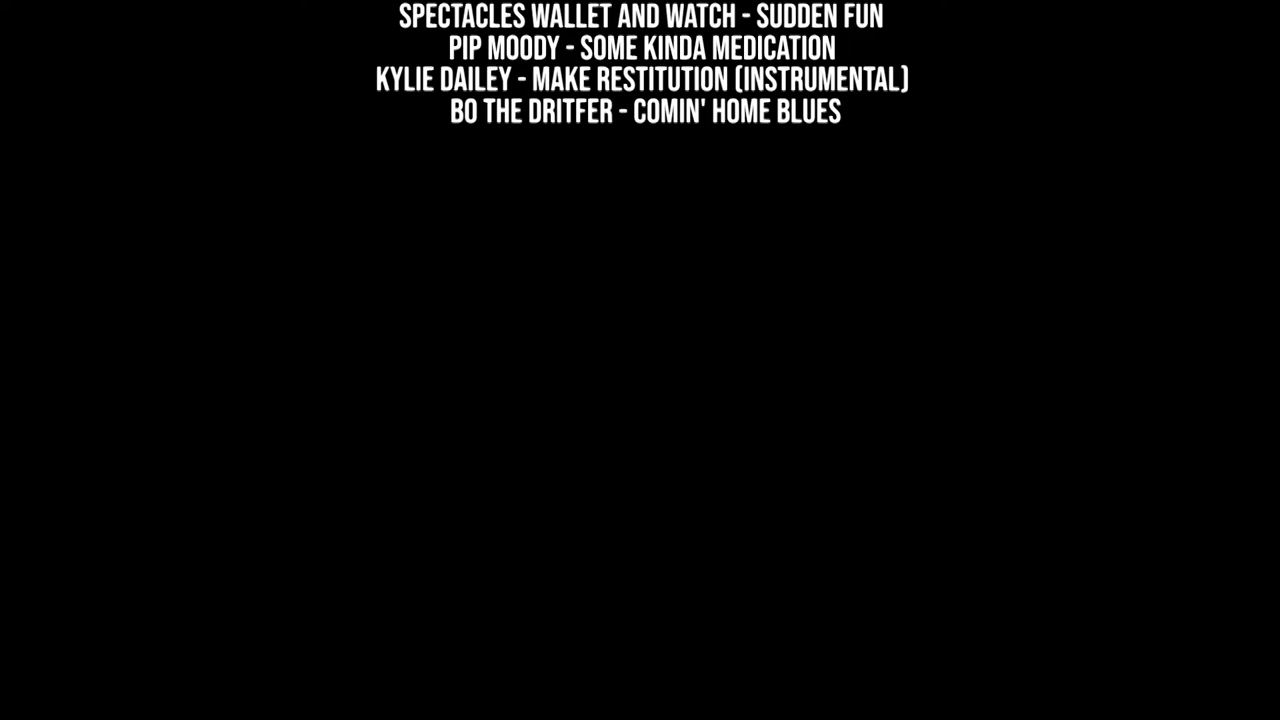 SPECTACLES WALLET AND WATCH - SUDDEN FUN
PIP MOODY - SOME KINDA MEDICATION
KYLIE DAILEY - MAKE RESTITUTION (INSTRUMENTAL)
BO THE DRITFER - COMIN' HOME BLUES